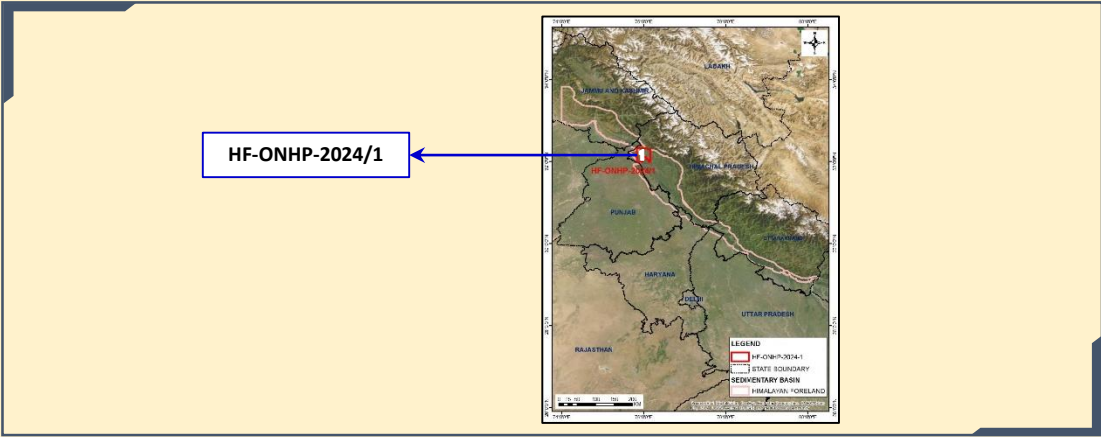 HF-ONHP-2024/1
LADAKH
JAMMU AND KASHMIR
HIMACHAL PRADESH
HF-ONHP-2024/1
PUNJAB
UTTARAKHAND
HARYANA
DELHI
UTTAR PRADESH
RAJASTHAN
LEGEND
HF-ONHP-2024-1
STATE BOUNDARY
SEDIMENTARY BASIN
HIMALAYAN FORELAND